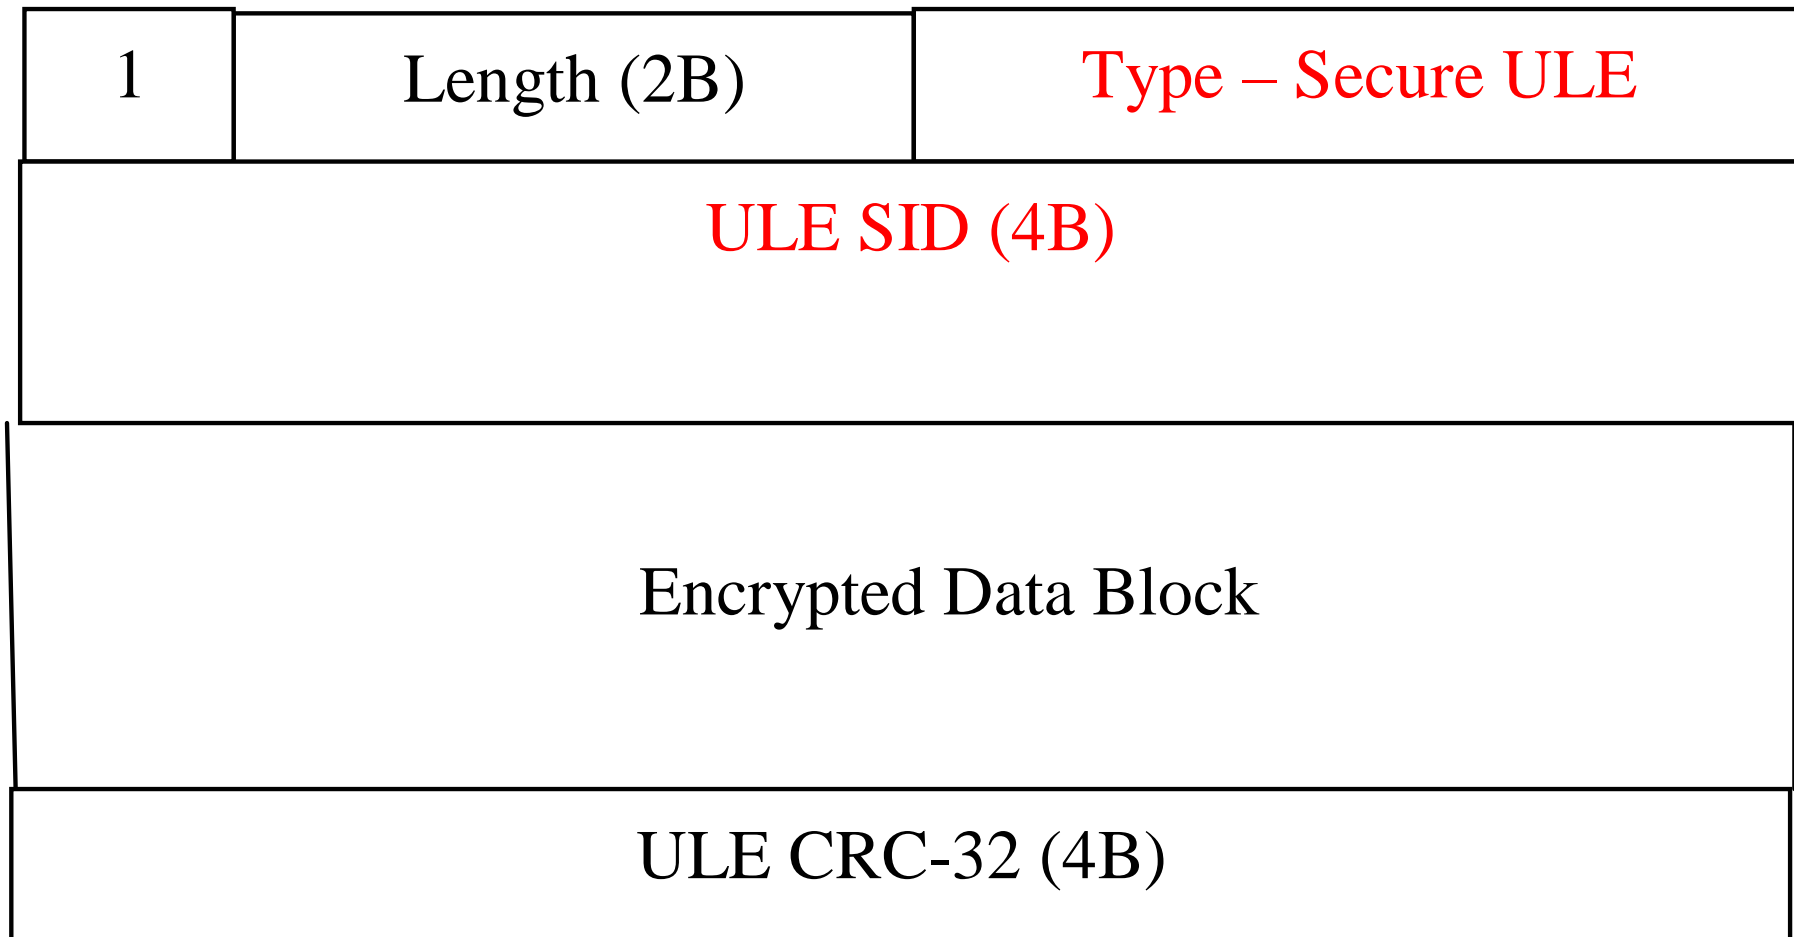 1
Length (2B)
Type – Secure ULE
ULE SID (4B)
Encrypted Data Block
ULE CRC-32 (4B)